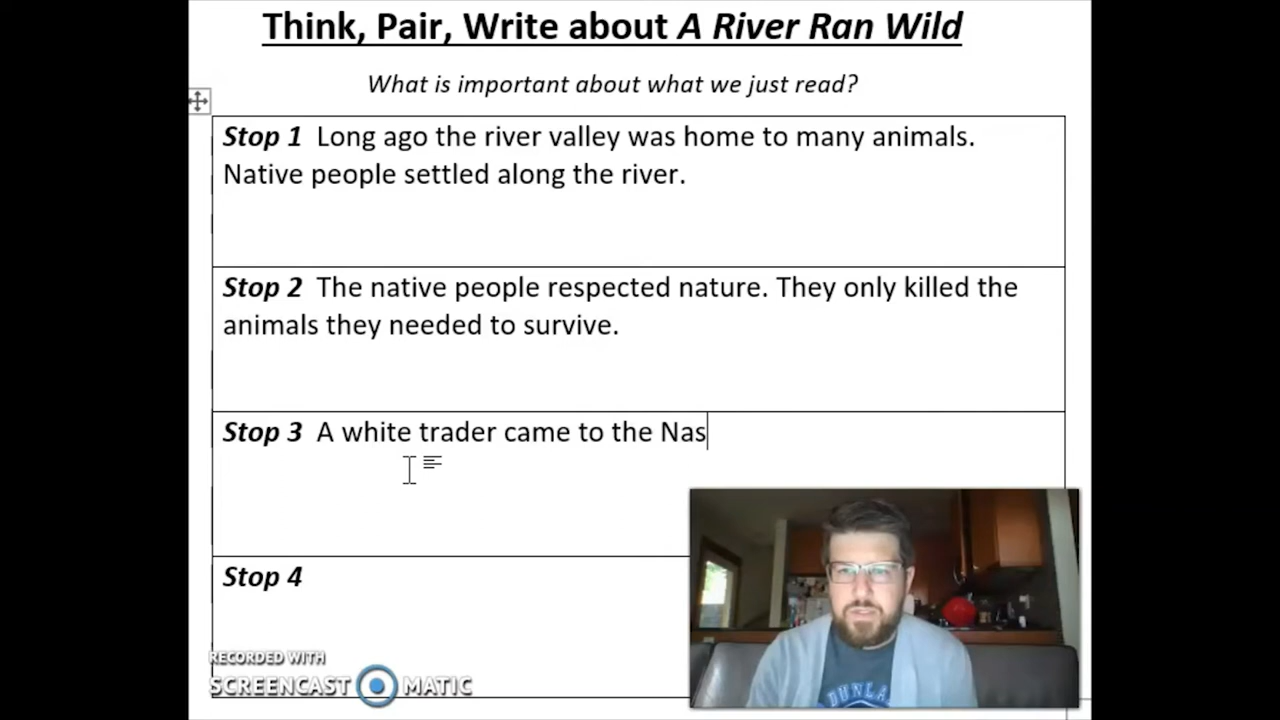 Think, Pair, Write about A River Ran Wild
What is important about what we just read?
Stop 1 Long ago the river valley was home to many animals.
Native people settled along the river.
Stop 2 The native people respected nature. They only killed the
animals they needed to survive.
Stop 3 A white trader came to the Nas
Stop 4
RECORDED WITH
SCREENCAST MATIC
DUNLA